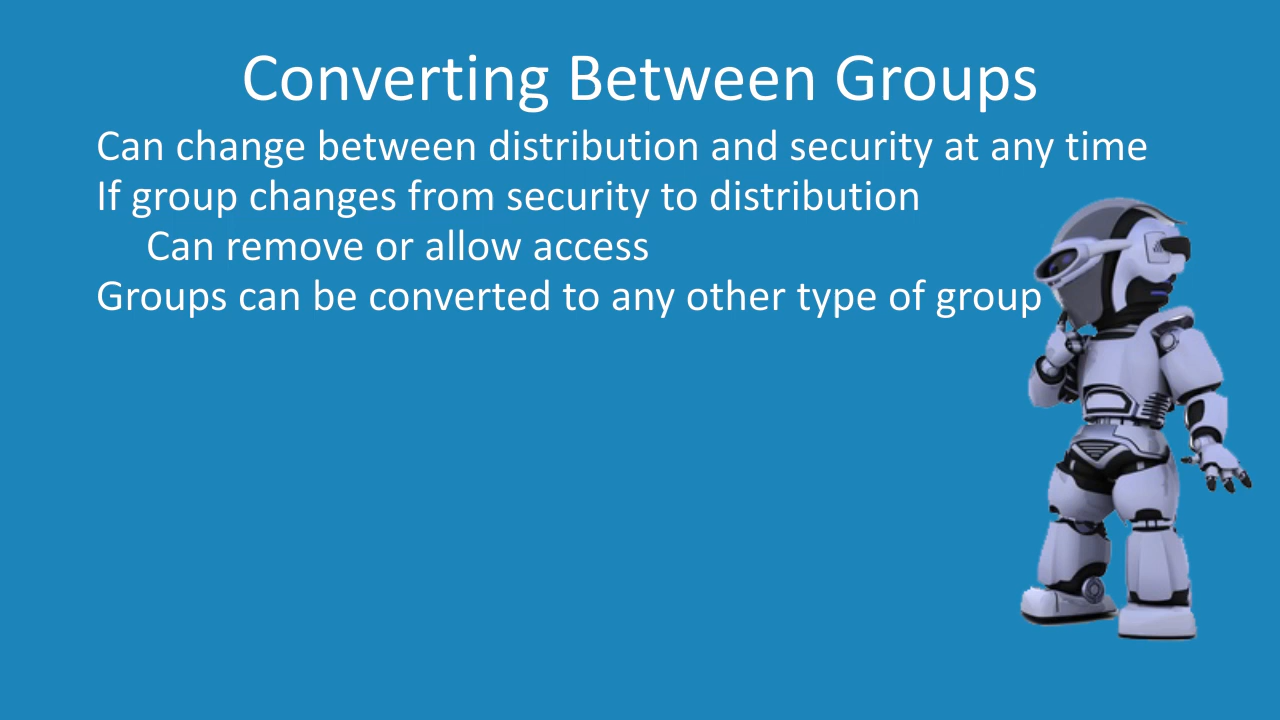 Converting Between Groups
Can change between distribution and security at any time
If group changes from security to distribution
Can remove or allow access
Groups can be converted to any other type of group